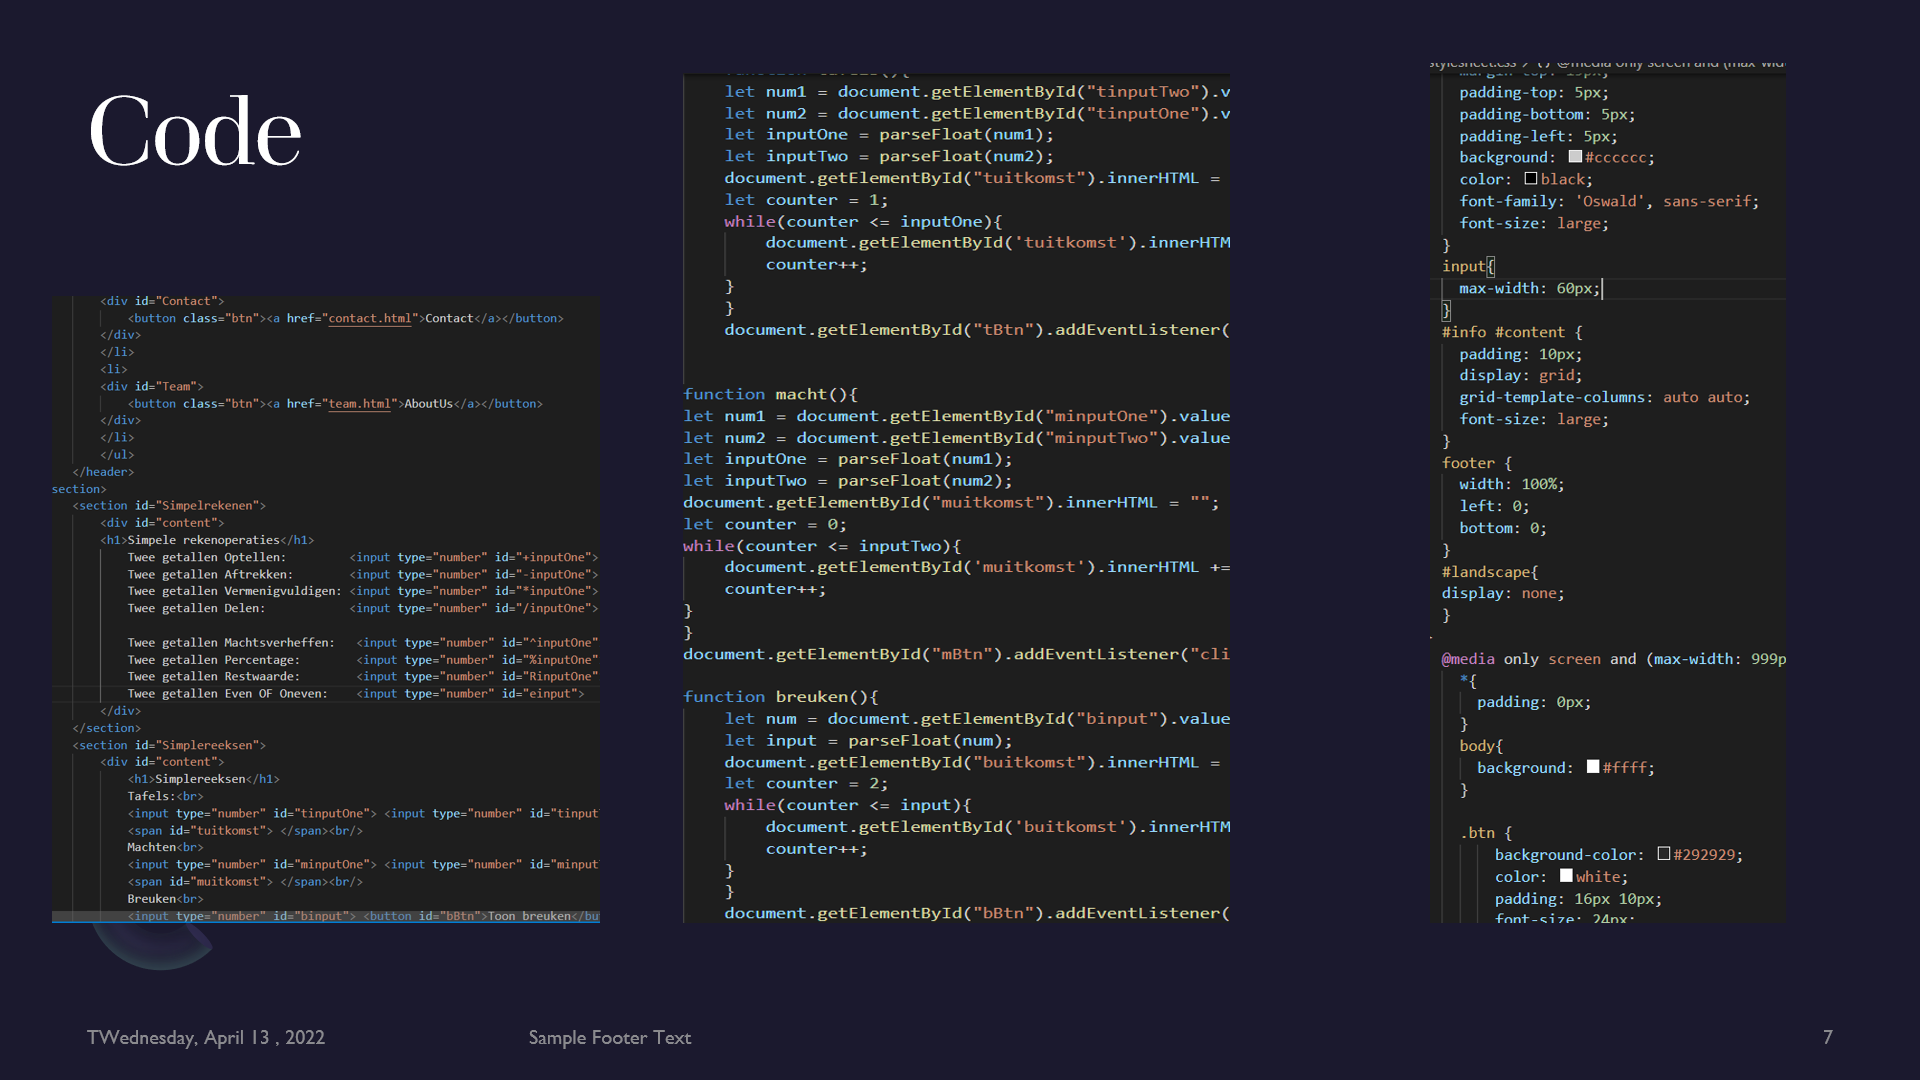 Code
<div id="Contact">
<button class="btn"><a href="contact.html">Contact</a></button>
</div>
</li>
<li>
<div id="Team">
<button class="btn"><a href="team.html">AboutUs</a></button>
</div>
</li>
</ul>
</header>
section>
<section id="Simpelrekenen">
<div id="content">
<h1>Simpele rekenoperaties</h1>
Twee getallen Optellen: <input type="number" id="+inputOne">
Twee getallen Aftrekken: <input type="number" id="-inputOne">
Twee getallen Vermenigvuldigen: <input type="number" id="*inputOne">
Twee getallen Delen: <input type="number" id="/inputOne">
Twee getallen Machtsverheffen: <input type="number" id="^inputOne"
Twee getallen Percentage: <input type="number" id="%inputOne"
Twee getallen Restwaarde: <input type="number" id="RinputOne"
Twee getallen Even OF Oneven: <input type="number" id="einput">
</div>
</section>
<section id="Simplereeksen">
<div id="content">
<h1>Simplereeksen</h1>
Tafels:<br>
<input type="number" id="tinputOne"> <input type="number" id="tinput
<span id="tuitkomst"> </span><br/>
Machten<br>
<input type="number" id="minputOne"> <input type="number" id="minput
<span id="muitkomst"> </span><br/>
Breuken<br>
<input type="number" id="binput"> <button id="bBtn">Toon breuken</bu
let num1 = document.getElementById("tinputTwo").v
let num2 = document.getElementById("tinputOne").v
let inputOne = parseFloat(num1);
let inputTwo = parseFloat(num2);
document.getElementById("tuitkomst").innerHTML =
let counter = 1;
while(counter <= inputOne){
document.getElementById('tuitkomst').innerHTM
counter++;
}
}
document.getElementById("tBtn").addEventListener(
function macht(){
let num1 = document.getElementById("minputOne").value
let num2 = document.getElementById("minputTwo").value
let inputOne = parseFloat(num1);
let inputTwo = parseFloat(num2);
document.getElementById("muitkomst").innerHTML = "";
let counter = 0;
while(counter <= inputTwo){
document.getElementById('muitkomst').innerHTML +=
counter++;
}
}
document.getElementById("mBtn").addEventListener("cli
function breuken(){
let num = document.getElementById("binput").value
let input = parseFloat(num);
document.getElementById("buitkomst").innerHTML =
let counter = 2;
while(counter <= input){
document.getElementById('buitkomst').innerHTM
counter++;
}
}
document.getElementById("bBtn").addEventListener(
stylesheet.css > {} @media only screen and (max-wid
margin-top: 15px;
padding-top: 5px;
padding-bottom: 5px;
padding-left: 5px;
background: #cccccc;
color: black;
font-family: 'Oswald', sans-serif;
font-size: large;
}
input{
max-width: 60px;
}
#info #content {
padding: 10px;
display: grid;
grid-template-columns: auto auto;
font-size: large;
}
footer {
width: 100%;
left: 0;
bottom: 0;
}
#landscape{
display: none;
}
@media only screen and (max-width: 999p
*{
padding: 0px;
}
body{
background: #ffff;
}
.btn {
background-color: #292929;
color: white;
padding: 16px 10px;
font-size: 24px;
TWednesday, April 13 , 2022
Sample Footer Text
7